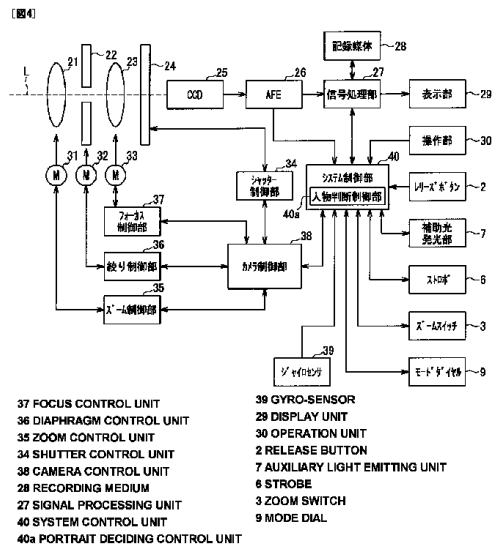 [図4]
21 22 23 24
記録媒体 28
L
25 26 27
CCD AFE 信号処理部 表示部 29
31 32 33
M M M
操作部 30
34 40
シャッター制御部
システム制御部
40a 人物判断制御部
レリーズボタン 2
37
フォーカス制御部
補助光発光部 7
36 38
絞り制御部 カメラ制御部
ストロボ 6
35
ズーム制御部
ズームスイッチ 3
39
ジャイロセンサ モードダイヤル 9
37 FOCUS CONTROL UNIT
36 DIAPHRAGM CONTROL UNIT
35 ZOOM CONTROL UNIT
34 SHUTTER CONTROL UNIT
38 CAMERA CONTROL UNIT
28 RECORDING MEDIUM
27 SIGNAL PROCESSING UNIT
40 SYSTEM CONTROL UNIT
40a PORTRAIT DECIDING CONTROL UNIT
39 GYRO-SENSOR
29 DISPLAY UNIT
30 OPERATION UNIT
2 RELEASE BUTTON
7 AUXILIARY LIGHT EMITTING UNIT
6 STROBE
3 ZOOM SWITCH
9 MODE DIAL